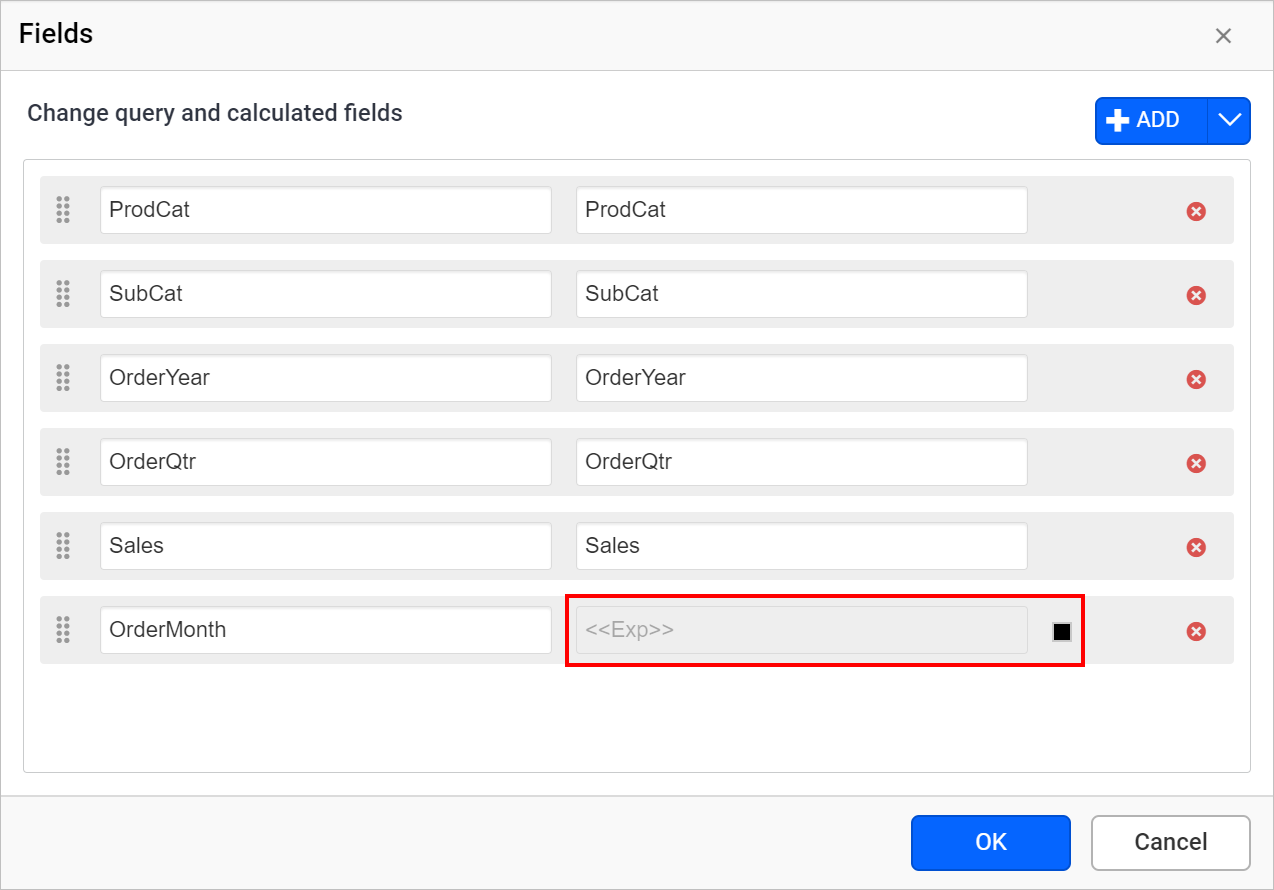 Fields
Change query and calculated fields
ADD
ProdCat ProdCat
SubCat SubCat
OrderYear OrderYear
OrderQtr OrderQtr
Sales Sales
OrderMonth <<Exp>>
OK Cancel